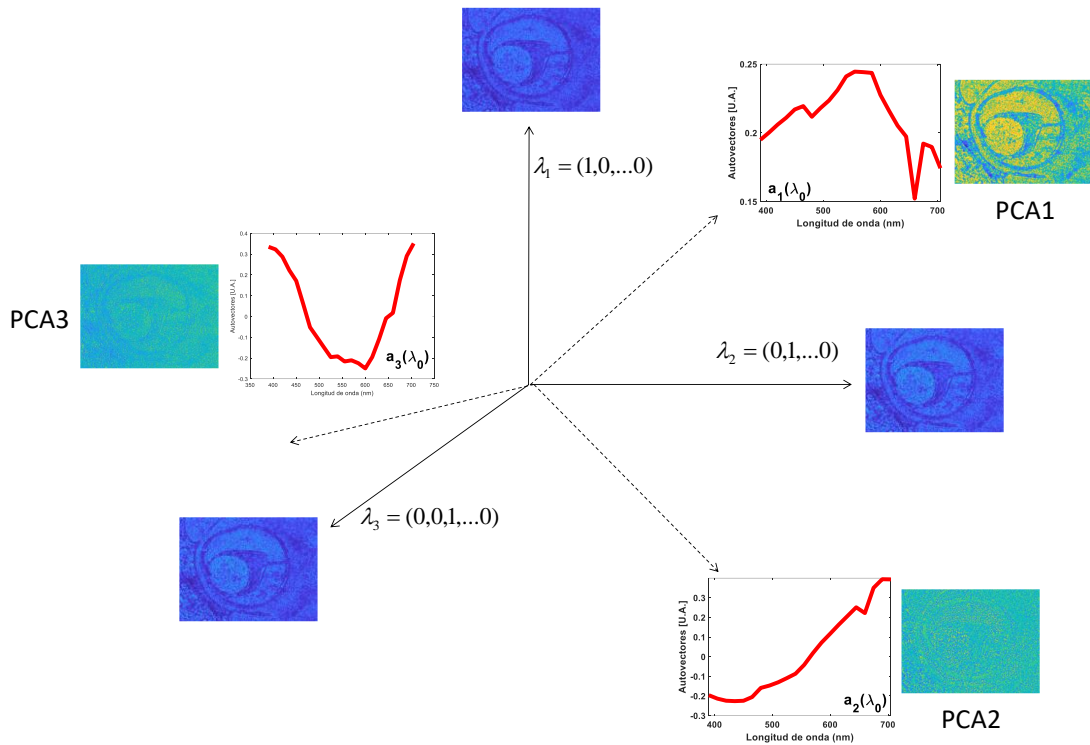 λ₁ = (1,0,...0)
0.25
0.2
0.15
Autovectores [U.A.]
a₁(λ₀)
400 500 600 700
Longitud de onda (nm)
PCA1
PCA3
0.4
0.3
0.2
0.1
0
-0.1
-0.2
-0.3
Autovectores [U.A.]
a₃(λ₀)
350 400 450 500 550 600 650 700 750
Longitud de onda (nm)
λ₂ = (0,1,...0)
λ₃ = (0,0,1,...0)
0.3
0.2
0.1
0
-0.1
-0.2
-0.3
Autovectores [U.A.]
a₂(λ₀)
400 500 600 700
Longitud de onda (nm)
PCA2